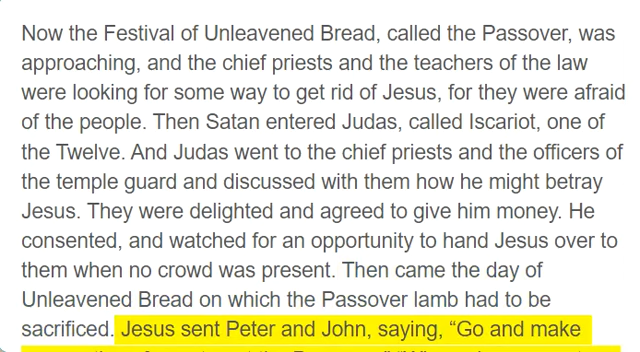 Now the Festival of Unleavened Bread, called the Passover, was
approaching, and the chief priests and the teachers of the law
were looking for some way to get rid of Jesus, for they were afraid
of the people. Then Satan entered Judas, called Iscariot, one of
the Twelve. And Judas went to the chief priests and the officers of
the temple guard and discussed with them how he might betray
Jesus. They were delighted and agreed to give him money. He
consented, and watched for an opportunity to hand Jesus over to
them when no crowd was present. Then came the day of
Unleavened Bread on which the Passover lamb had to be
sacrificed. Jesus sent Peter and John, saying, “Go and make